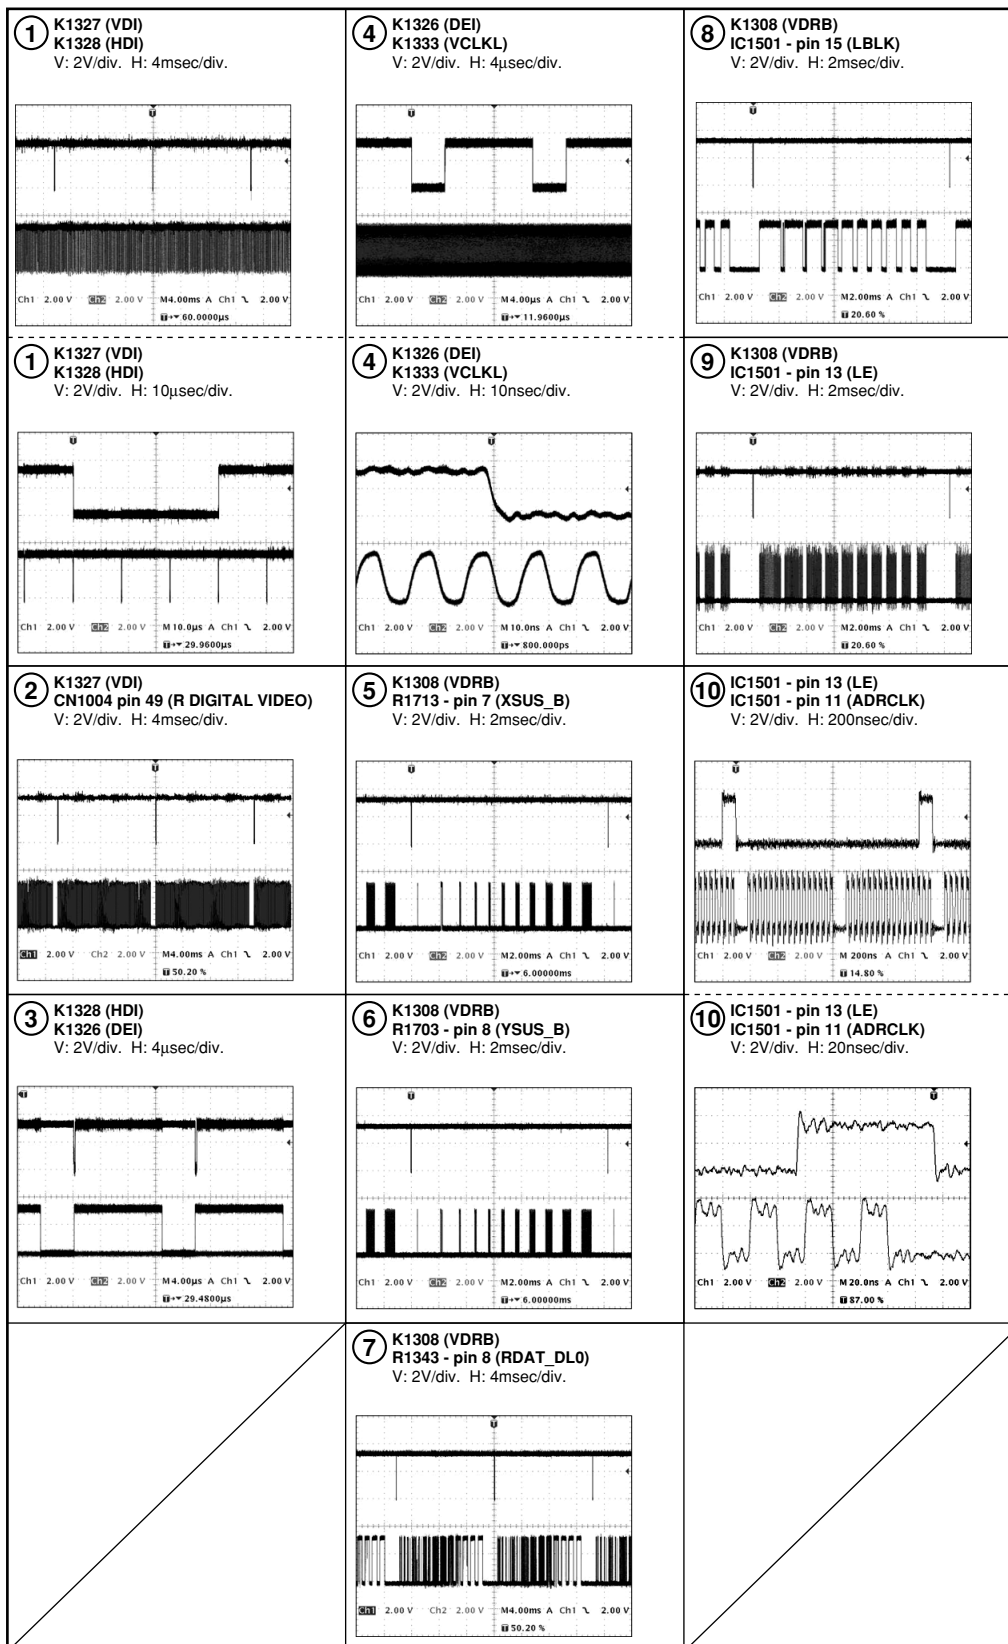 1
K1327 (VDI)
K1328 (HDI)
V: 2V/div. H: 4msec/div.
Ch1 2.00 V Ch2 2.00 V M4.00ms A Ch1 2.00 V
60.0000µs
1
K1327 (VDI)
K1328 (HDI)
V: 2V/div. H: 10µsec/div.
Ch1 2.00 V Ch2 2.00 V M10.0µs A Ch1 2.00 V
29.9600µs
2
K1327 (VDI)
CN1004 pin 49 (R DIGITAL VIDEO)
V: 2V/div. H: 4msec/div.
Ch1 2.00 V Ch2 2.00 V M4.00ms A Ch1 2.00 V
50.20 %
3
K1328 (HDI)
K1326 (DEI)
V: 2V/div. H: 4µsec/div.
Ch1 2.00 V Ch2 2.00 V M4.00µs A Ch1 2.00 V
29.4800µs
4
K1326 (DEI)
K1333 (VCLKL)
V: 2V/div. H: 4µsec/div.
Ch1 2.00 V Ch2 2.00 V M4.00µs A Ch1 2.00 V
11.9600µs
4
K1326 (DEI)
K1333 (VCLKL)
V: 2V/div. H: 10nsec/div.
Ch1 2.00 V Ch2 2.00 V M10.0ns A Ch1 2.00 V
800.000ps
5
K1308 (VDRB)
R1713 - pin 7 (XSUS_B)
V: 2V/div. H: 2msec/div.
Ch1 2.00 V Ch2 2.00 V M2.00ms A Ch1 2.00 V
6.00000ms
6
K1308 (VDRB)
R1703 - pin 8 (YSUS_B)
V: 2V/div. H: 2msec/div.
Ch1 2.00 V Ch2 2.00 V M2.00ms A Ch1 2.00 V
6.00000ms
7
K1308 (VDRB)
R1343 - pin 8 (RDAT_DL0)
V: 2V/div. H: 4msec/div.
Ch1 2.00 V Ch2 2.00 V M4.00ms A Ch1 2.00 V
50.20 %
8
K1308 (VDRB)
IC1501 - pin 15 (LBLK)
V: 2V/div. H: 2msec/div.
Ch1 2.00 V Ch2 2.00 V M2.00ms A Ch1 2.00 V
20.60 %
9
K1308 (VDRB)
IC1501 - pin 13 (LE)
V: 2V/div. H: 2msec/div.
Ch1 2.00 V Ch2 2.00 V M2.00ms A Ch1 2.00 V
20.60 %
10
IC1501 - pin 13 (LE)
IC1501 - pin 11 (ADRCLK)
V: 2V/div. H: 200nsec/div.
Ch1 2.00 V Ch2 2.00 V M 200ns A Ch1 2.00 V
14.80 %
10
IC1501 - pin 13 (LE)
IC1501 - pin 11 (ADRCLK)
V: 2V/div. H: 20nsec/div.
Ch1 2.00 V Ch2 2.00 V M 20.0ns A Ch1 2.00 V
87.00 %